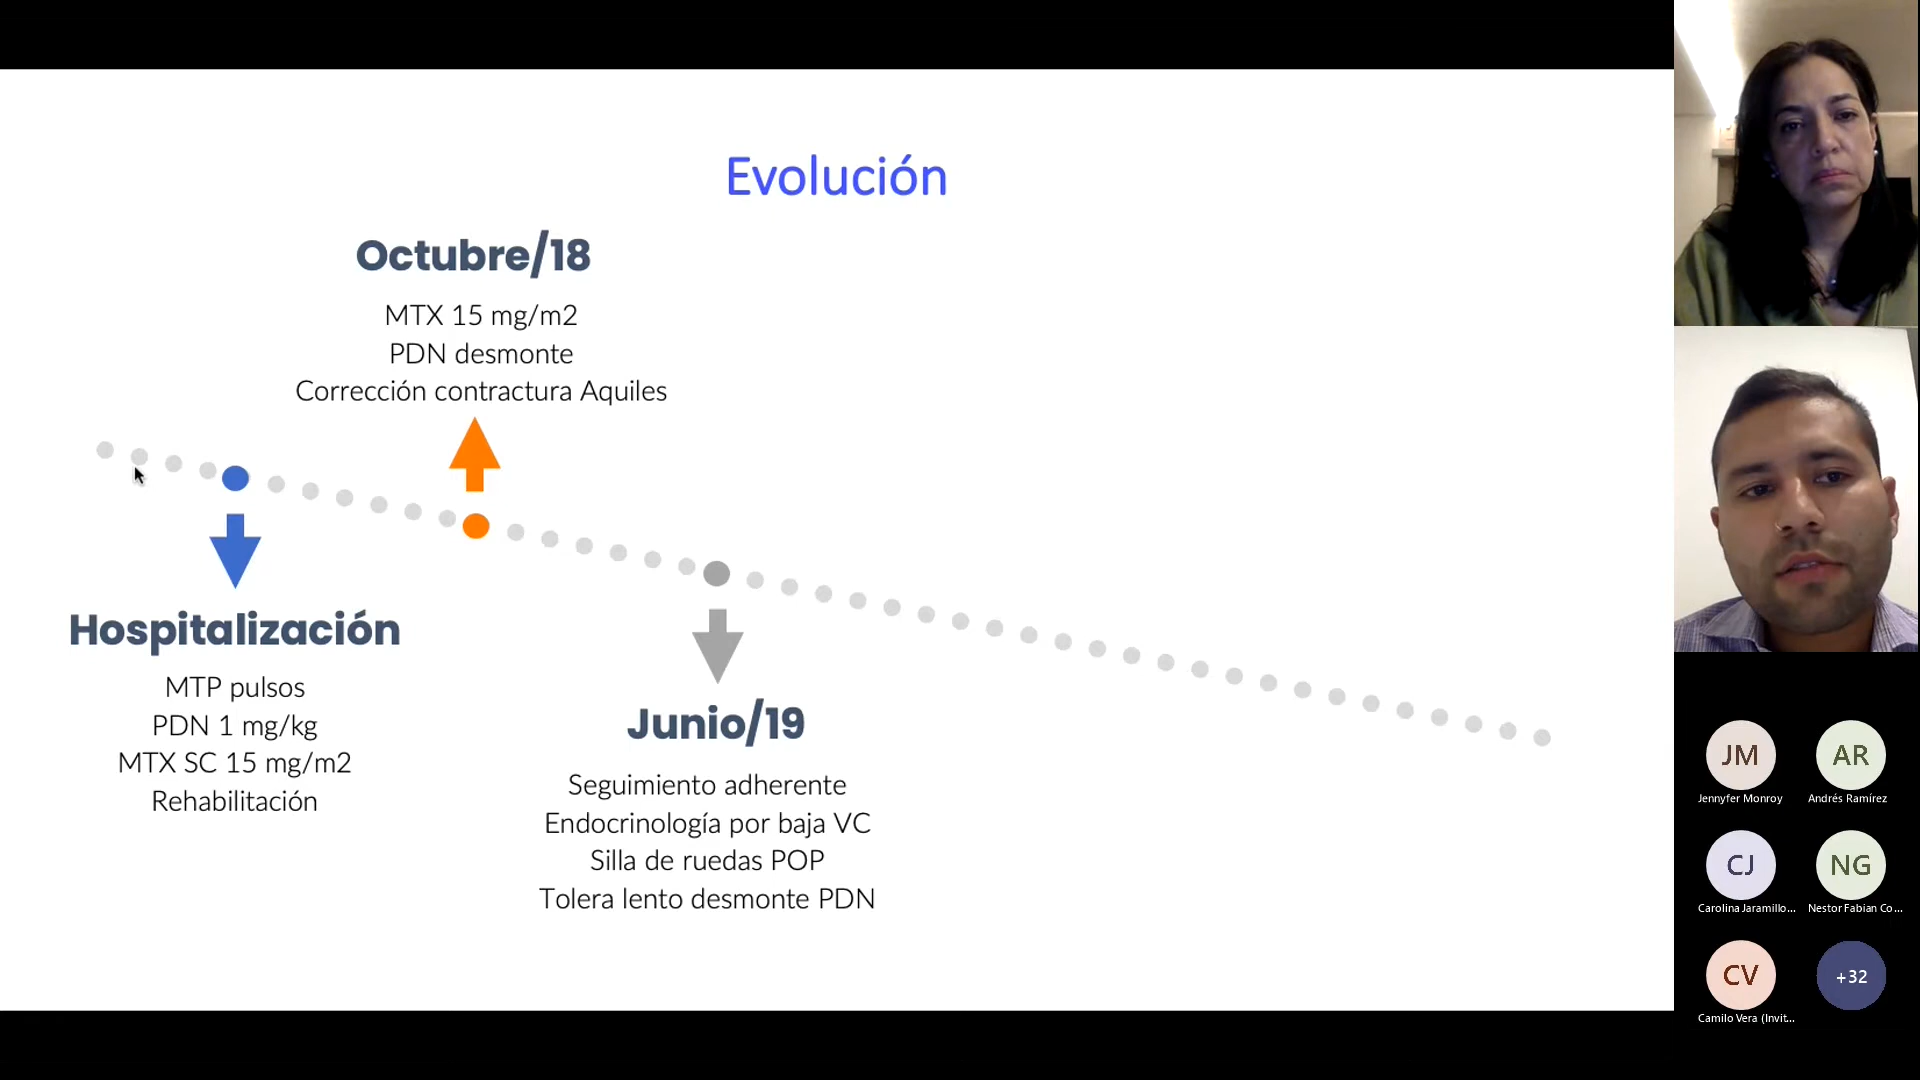 Evolución
Octubre/18
MTX 15 mg/m2
PDN desmonte
Corrección contractura Aquiles
Hospitalización
MTP pulsos
PDN 1 mg/kg
MTX SC 15 mg/m2
Rehabilitación
Junio/19
Seguimiento adherente
Endocrinología por baja VC
Silla de ruedas POP
Tolera lento desmonte PDN
JM
Jennyfer Monroy
AR
Andrés Ramírez
CJ
Carolina Jaramillo...
NG
Nestor Fabian Co...
CV
Camilo Vera (Invit...
+32